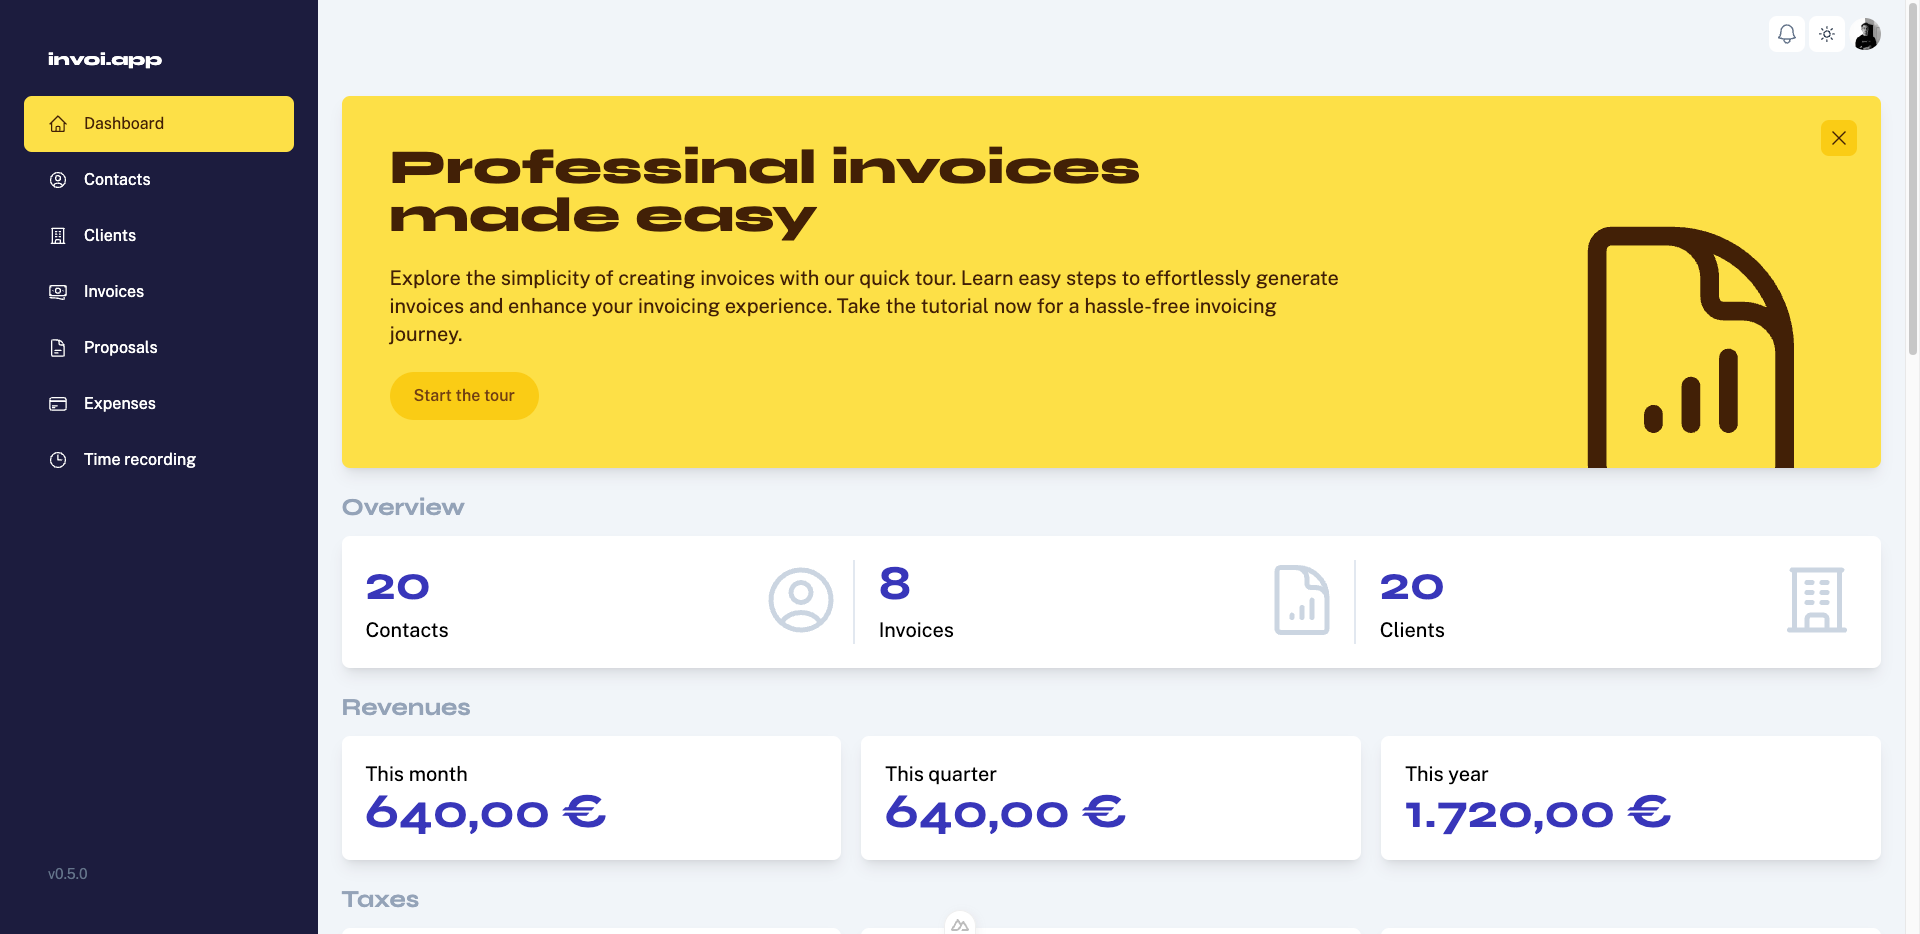 invoi.app
Dashboard
Contacts
Clients
Invoices
Proposals
Expenses
Time recording
v0.5.0
Professinal invoices
made easy
Explore the simplicity of creating invoices with our quick tour. Learn easy steps to effortlessly generate
invoices and enhance your invoicing experience. Take the tutorial now for a hassle-free invoicing
journey.
Start the tour
Overview
20
Contacts
8
Invoices
20
Clients
Revenues
This month
640,00 €
This quarter
640,00 €
This year
1.720,00 €
Taxes